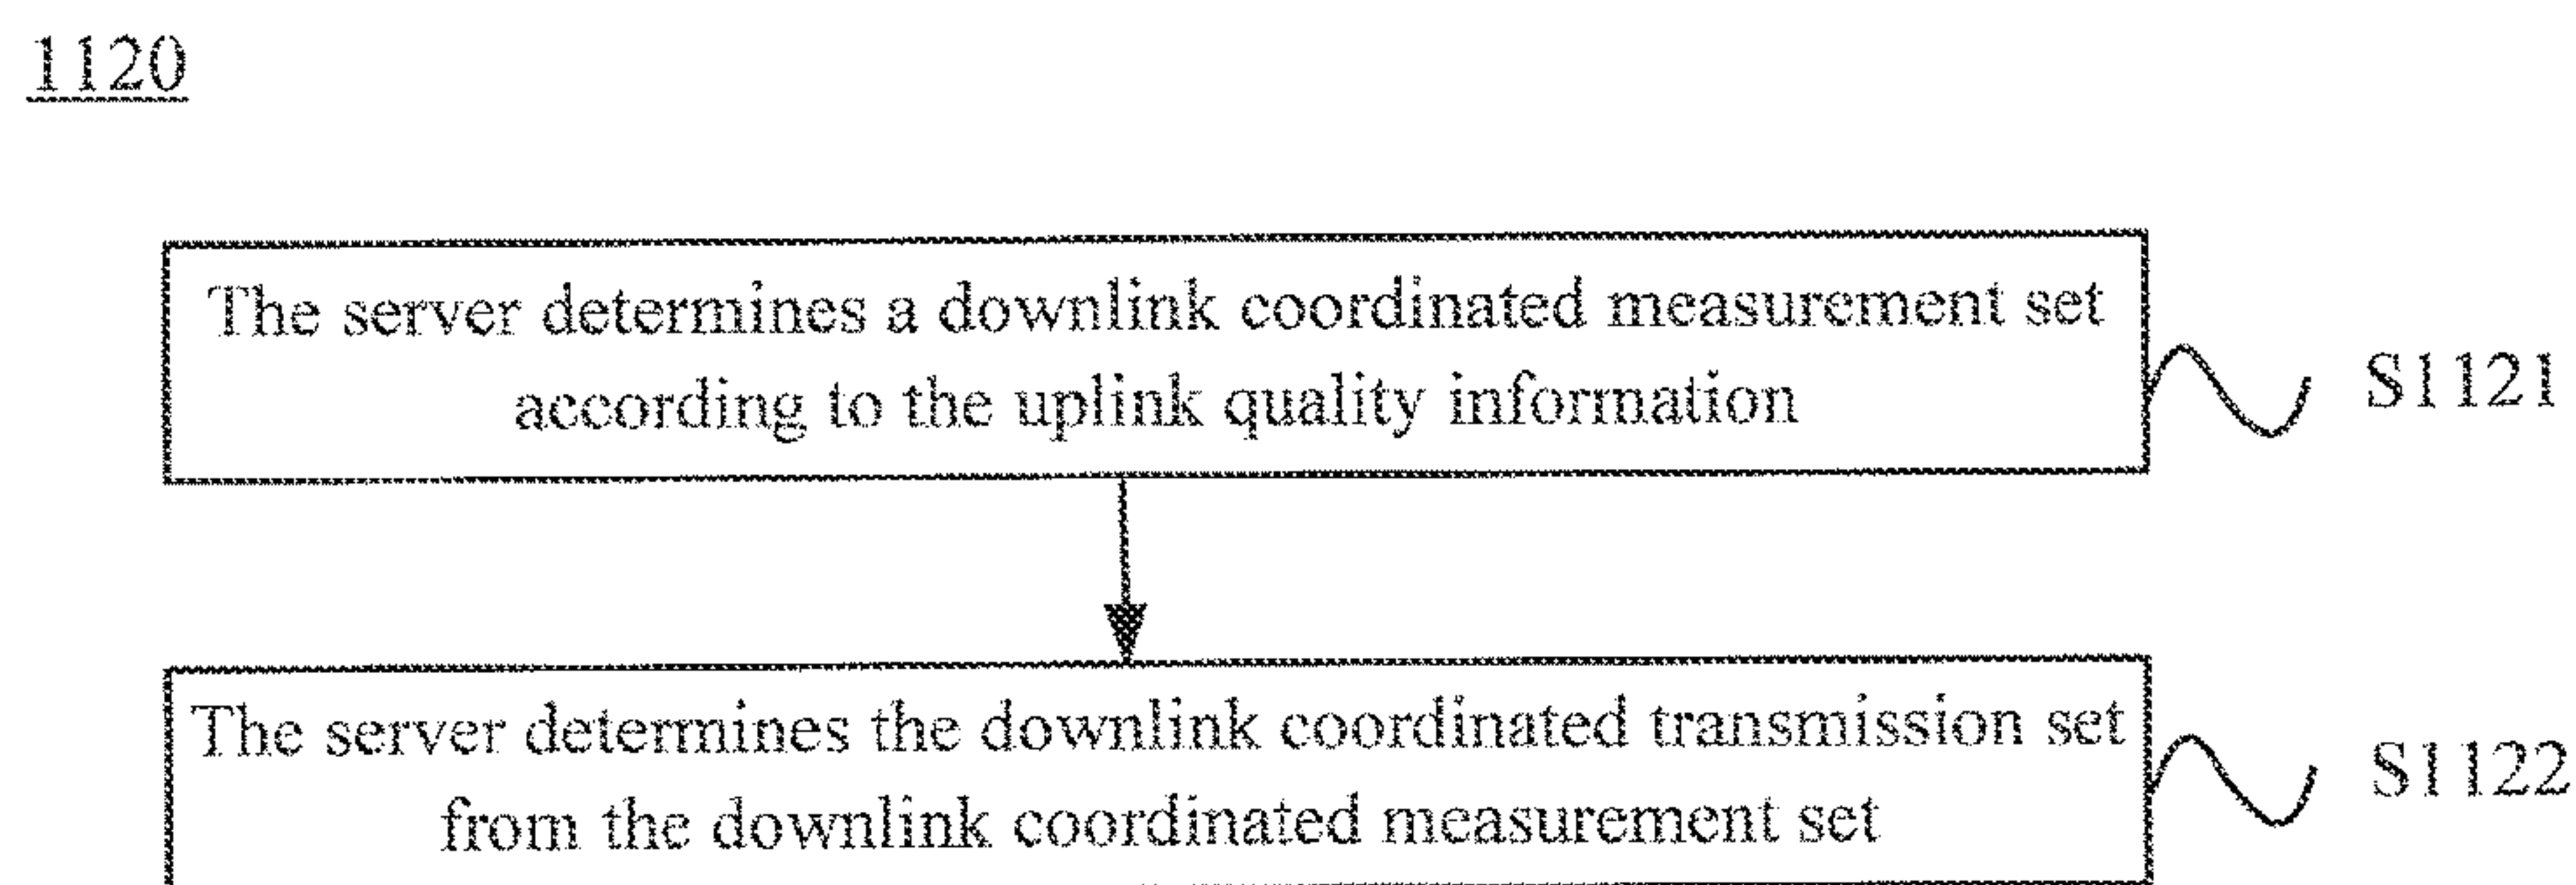 1120
The server determines a downlink coordinated measurement set
according to the uplink quality information
S1121
The server determines the downlink coordinated transmission set
from the downlink coordinated measurement set
S1122